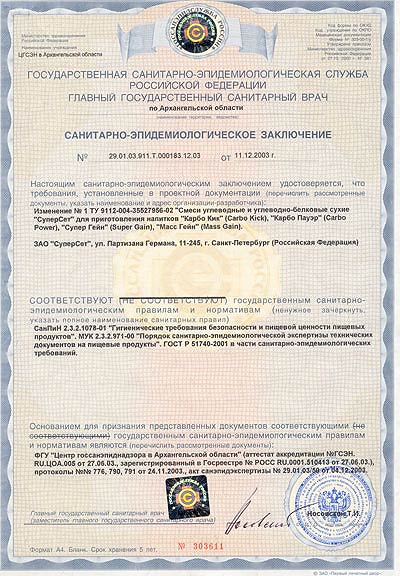 Министерство здравоохранения
Российской Федерации
Наименование учреждения
ЦГСЭН в Архангельской области
Код формы по ОКУД
Код учреждения по ОКПО
Медицинская документация
Утверждена приказом
Министерства здравоохранения
Российской Федерации
от 27.10. 2000 г. № 381
ГОСУДАРСТВЕННАЯ САНИТАРНО-ЭПИДЕМИОЛОГИЧЕСКАЯ СЛУЖБА
РОССИЙСКОЙ ФЕДЕРАЦИИ
ГЛАВНЫЙ ГОСУДАРСТВЕННЫЙ САНИТАРНЫЙ ВРАЧ
по Архангельской области
(наименование территории, ведомства)
САНИТАРНО-ЭПИДЕМИОЛОГИЧЕСКОЕ ЗАКЛЮЧЕНИЕ
№ 29.01.03.911.Т.000183.12.03 от 11.12.2003 г.
Настоящим санитарно-эпидемиологическим заключением удостоверяется, что
требования, установленные в проектной документации (перечислить рассмотренные
документы, указать наименование и адрес организации-разработчика):
Изменение № 1 ТУ 9112-004-35527956-02 "Смеси углеводные и углеводно-белковые сухие
"СуперСет" для приготовления напитков "Карбо Кик" (Carbo Kick), "Карбо Пауэр" (Carbo
Power), "Супер Гейн" (Super Gain), "Масс Гейн" (Mass Gain).
ЗАО "СуперСет", ул. Партизана Германа, 11-245, г. Санкт-Петербург (Российская Федерация)
СООТВЕТСТВУЮТ (НЕ СООТВЕТСТВУЮТ) государственным санитарно-
эпидемиологическим правилам и нормативам (ненужное зачеркнуть,
указать полное наименование санитарных правил)
СанПиН 2.3.2.1078-01 "Гигиенические требования безопасности и пищевой ценности пищевых
продуктов". МУК 2.3.2.971-00 "Порядок санитарно-эпидемиологической экспертизы технических
документов на пищевые продукты". ГОСТ Р 51740-2001 в части санитарно-эпидемиологических
требований.
Основанием для признания представленных документов соответствующими (не
соответствующими) государственным санитарно-эпидемиологическим правилам
и нормативам являются (перечислить рассмотренные документы):
ФГУ "Центр госсанэпиднадзора в Архангельской области" (аттестат аккредитации №ГСЭН.
RU.ЦОА.005 от 27.06.03., зарегистрированный в Госреестре № РОСС RU.0001.510413 от 27.06.03.),
протоколы №№ 776, 790, 791 от 24.11.2003., акт санэпидэкспертизы № 29.01.03/50 от 04.12.2003.
Главный государственный санитарный врач
(заместитель главного государственного санитарного врача)
Носовской Т.И.
Формат А4. Бланк. Срок хранения 5 лет.
№ 303611
© ЗАО "Первый печатный двор"